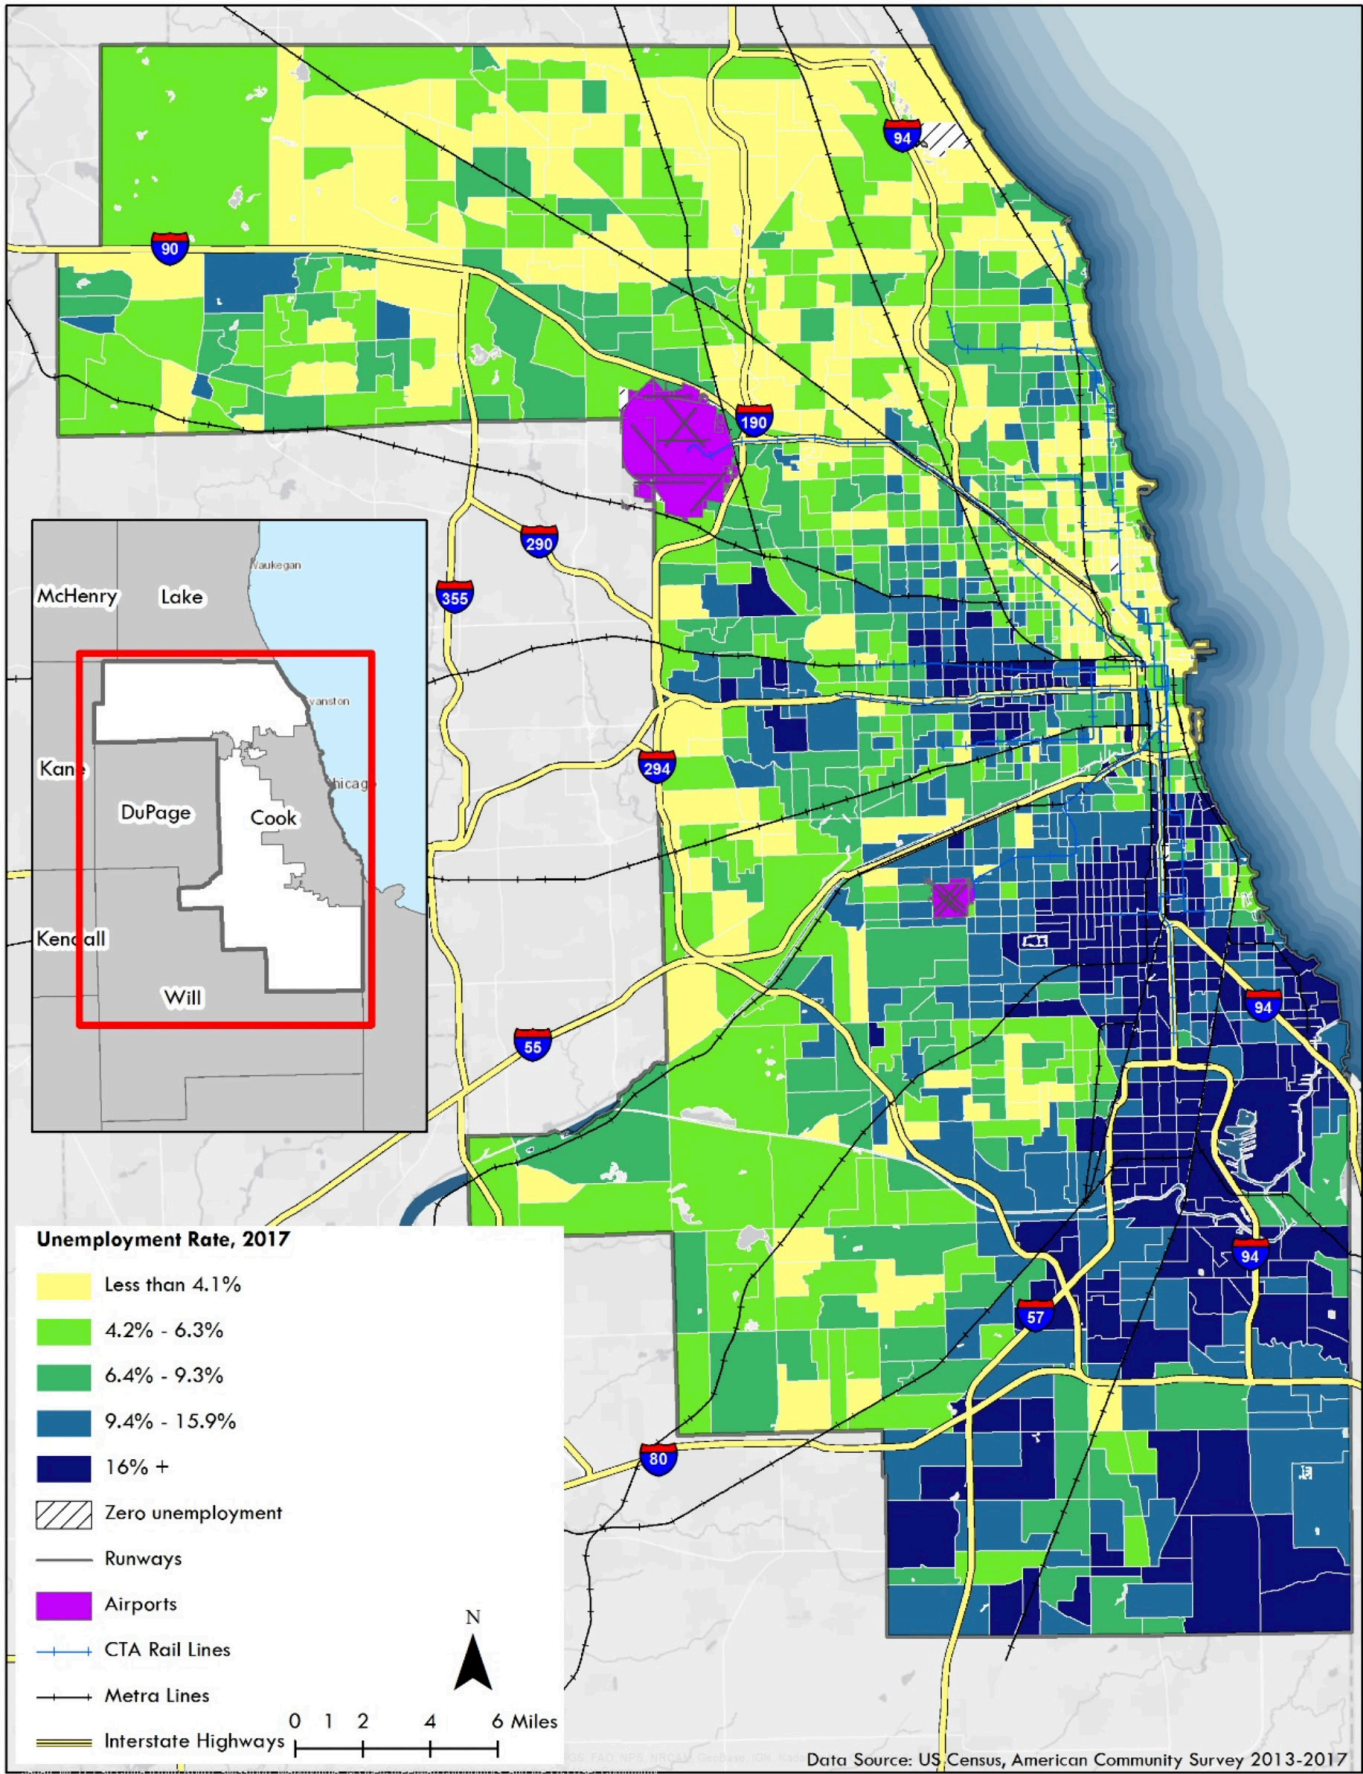 94
90
190
290
355
294
55
94
94
57
80
Waukegan
McHenry
Lake
vanston
Kane
hicag
DuPage
Cook
Kendall
Will
Unemployment Rate, 2017
Less than 4.1%
4.2% - 6.3%
6.4% - 9.3%
9.4% - 15.9%
16% +
Zero unemployment
Runways
Airports
CTA Rail Lines
Metra Lines
Interstate Highways
N
0 1 2 4 6 Miles
Data Source: US Census, American Community Survey 2013-2017